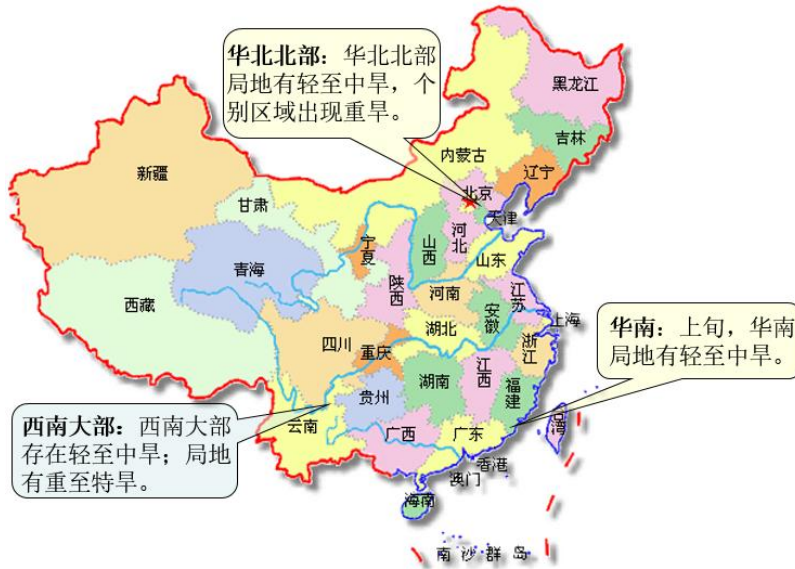 华北北部：华北北部
局地有轻至中旱，个
别区域出现重旱。
黑龙江
吉林
内蒙古
辽宁
新疆
北京
甘肃
天津
宁夏
山西
河北
青海
山东
陕西
西藏
河南
江苏
安徽
上海
四川
重庆
湖北
浙江
华南：上旬，华南
局地有轻至中旱。
湖南
江西
福建
贵州
西南大部：西南大部
存在轻至中旱；局地
有重至特旱。
云南
广西
广东
台湾
香港
澳门
海南
南沙群岛